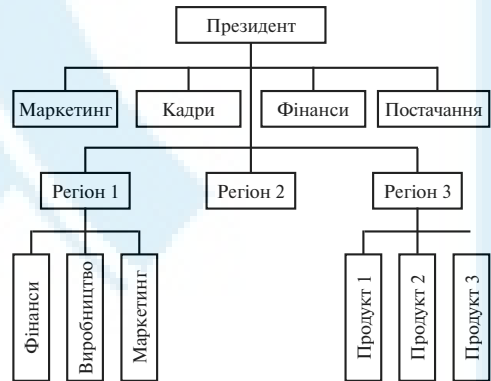 Президент
Маркетинг
Кадри
Фінанси
Постачання
Регіон 1
Регіон 2
Регіон 3
Фінанси
Виробництво
Маркетинг
Продукт 1
Продукт 2
Продукт 3